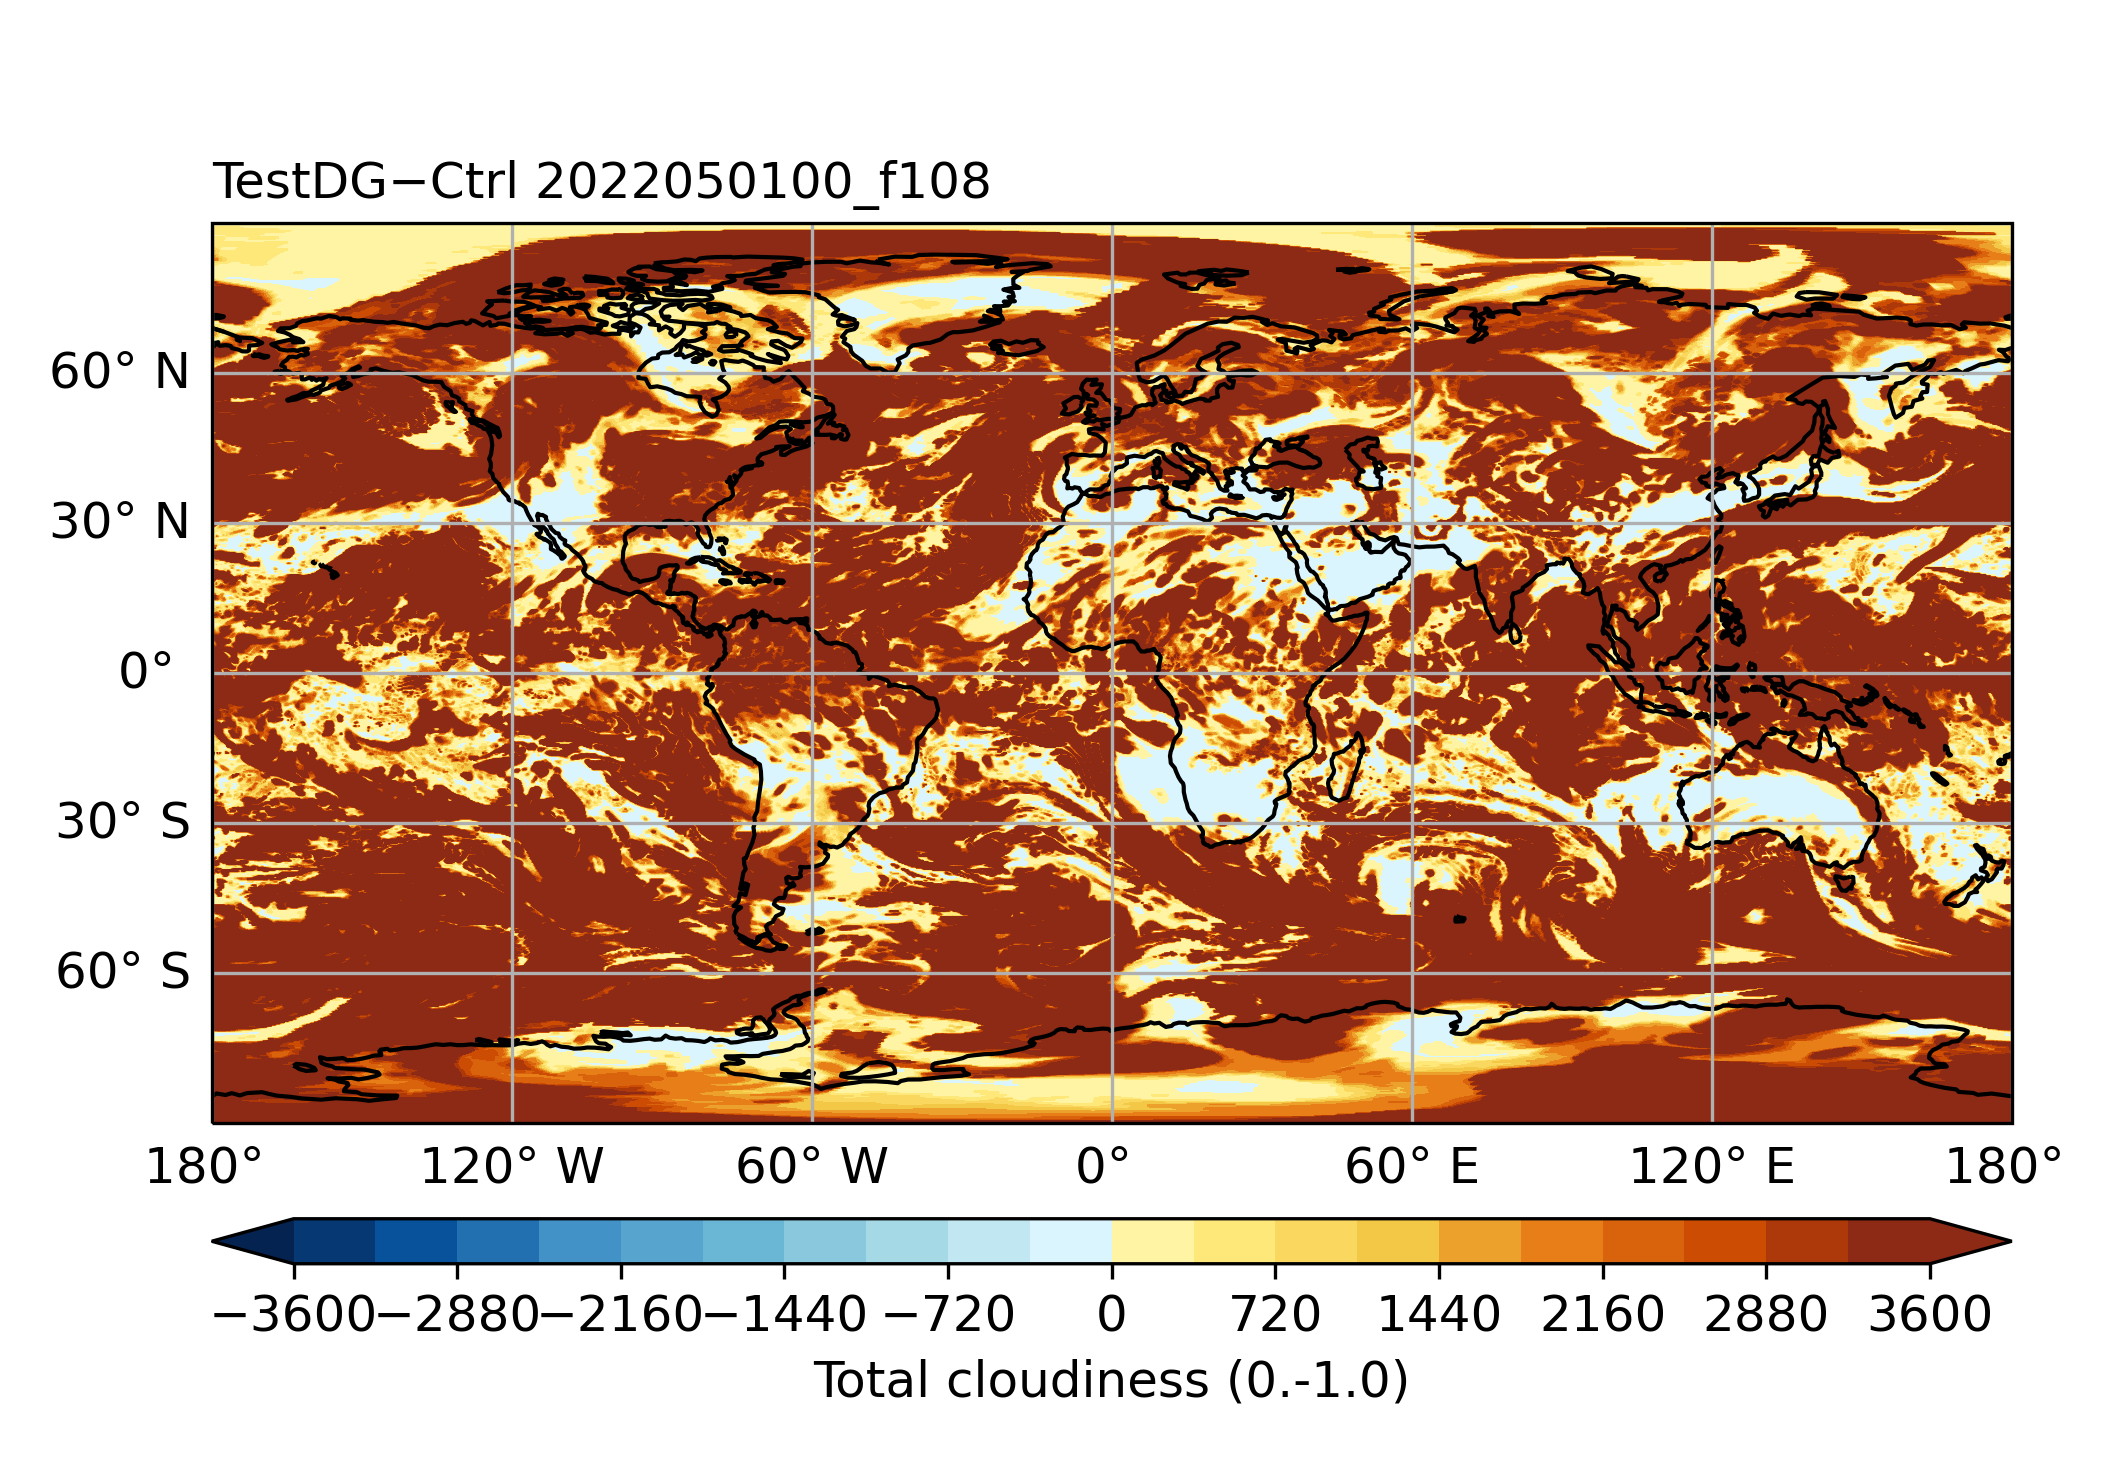 TestDG−Ctrl 2022050100_f108
60° N
30° N
0°
30° S
60° S
180° 120° W 60° W 0° 60° E 120° E 180°
−3600 −2880 −2160 −1440 −720 0 720 1440 2160 2880 3600
Total cloudiness (0.-1.0)